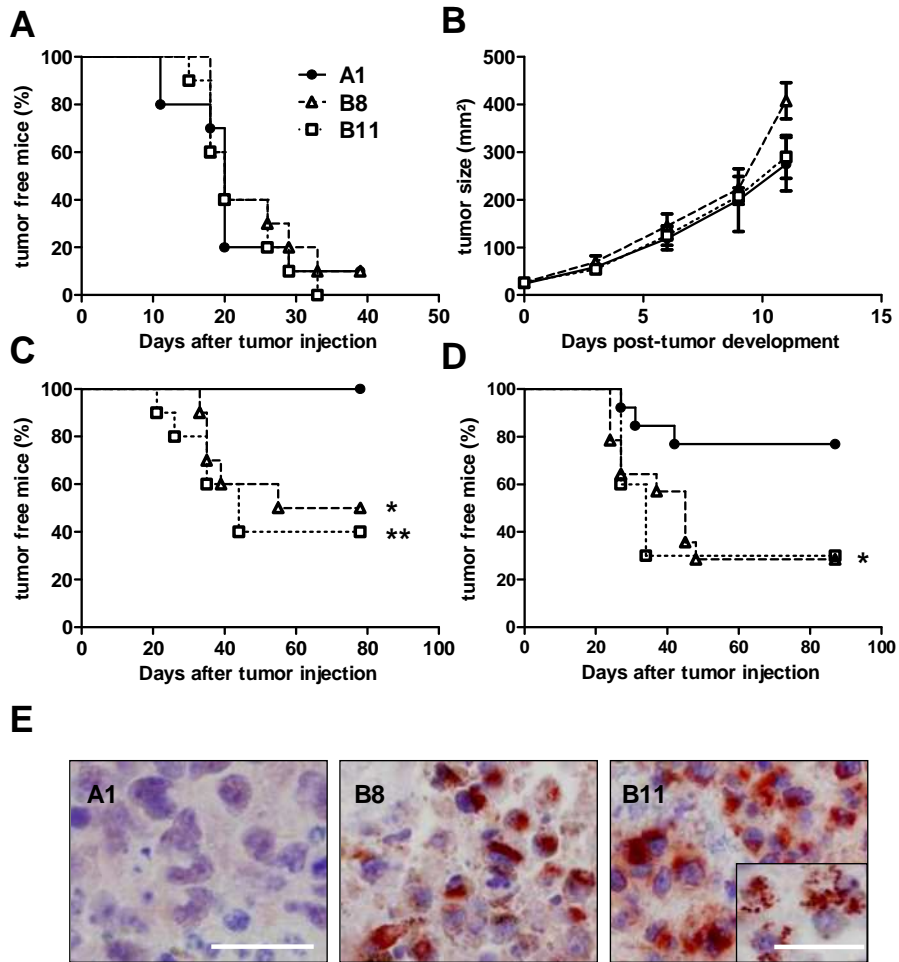 A
tumor free mice (%)
100
80
60
40
20
0
0 10 20 30 40 50
Days after tumor injection
A1
B8
B11
B
tumor size (mm²)
500
400
300
200
100
0
0 5 10 15
Days post-tumor development
C
tumor free mice (%)
100
80
60
40
20
0
0 20 40 60 80 100
Days after tumor injection
*
**
D
tumor free mice (%)
100
80
60
40
20
0
0 20 40 60 80 100
Days after tumor injection
*
E
A1
B8
B11